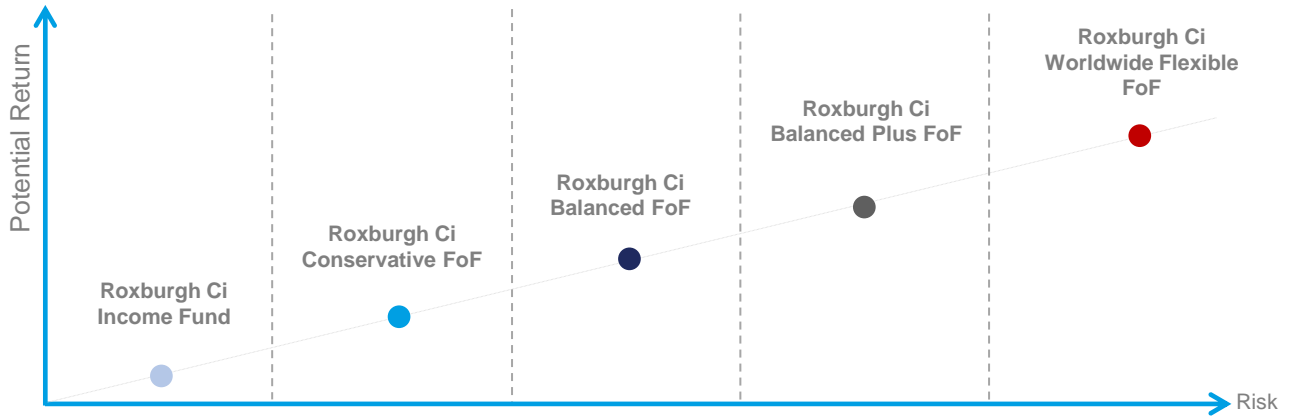 Potential Return
Roxburgh Ci
Income Fund
Roxburgh Ci
Conservative FoF
Roxburgh Ci
Balanced FoF
Roxburgh Ci
Balanced Plus FoF
Roxburgh Ci
Worldwide Flexible
FoF
Risk